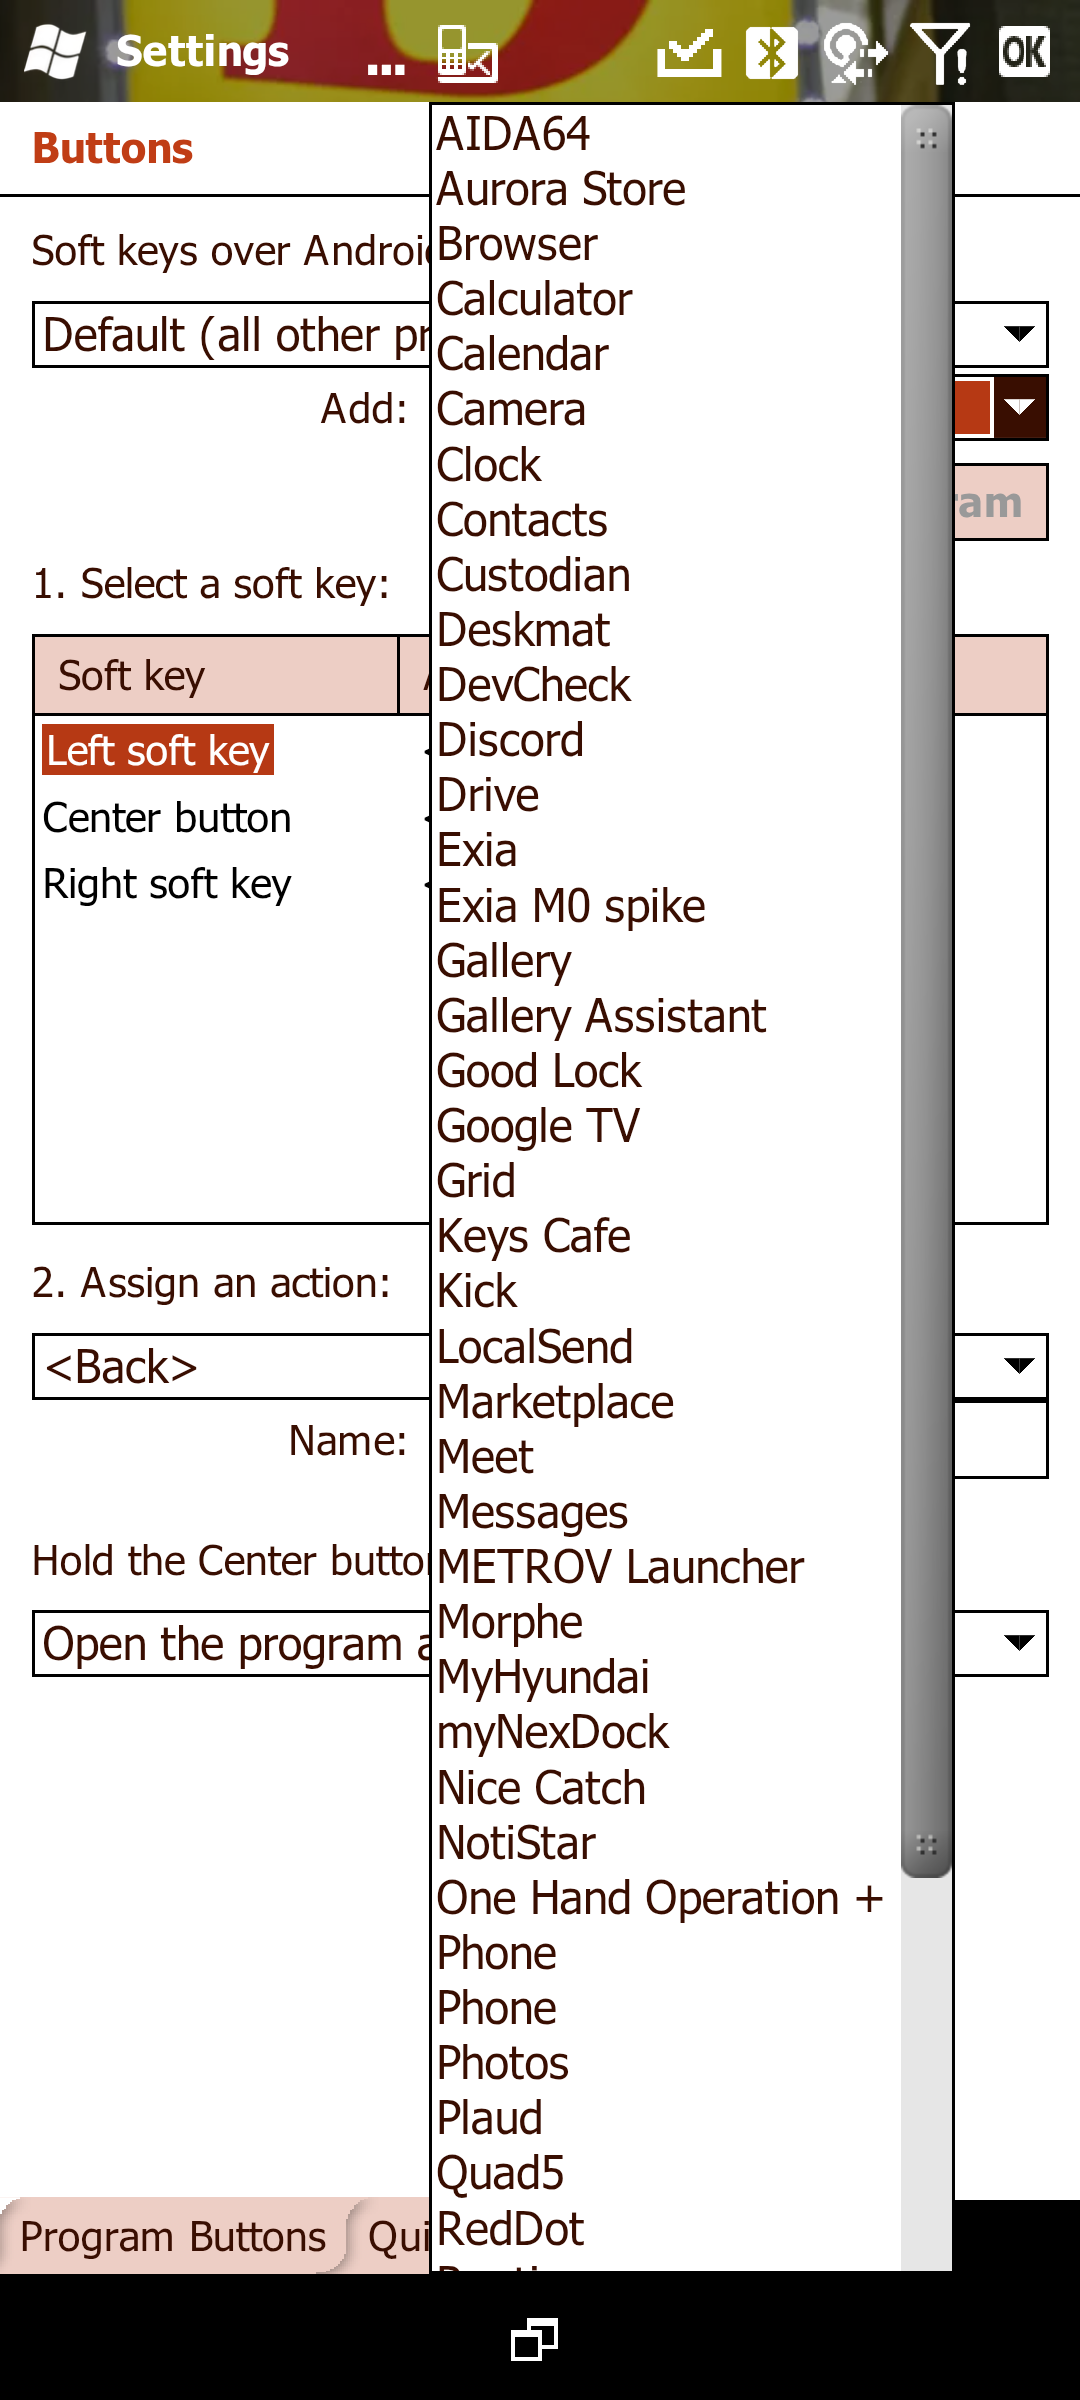 Settings
...
OK
Buttons
Soft keys over Androi
Default (all other pr
Add:
ram
1. Select a soft key:
Soft key
Left soft key
Center button
Right soft key
2. Assign an action:
<Back>
Name:
Hold the Center button
Open the program a
Program Buttons
Qui
AIDA64
Aurora Store
Browser
Calculator
Calendar
Camera
Clock
Contacts
Custodian
Deskmat
DevCheck
Discord
Drive
Exia
Exia M0 spike
Gallery
Gallery Assistant
Good Lock
Google TV
Grid
Keys Cafe
Kick
LocalSend
Marketplace
Meet
Messages
METROV Launcher
Morphe
MyHyundai
myNexDock
Nice Catch
NotiStar
One Hand Operation +
Phone
Phone
Photos
Plaud
Quad5
RedDot